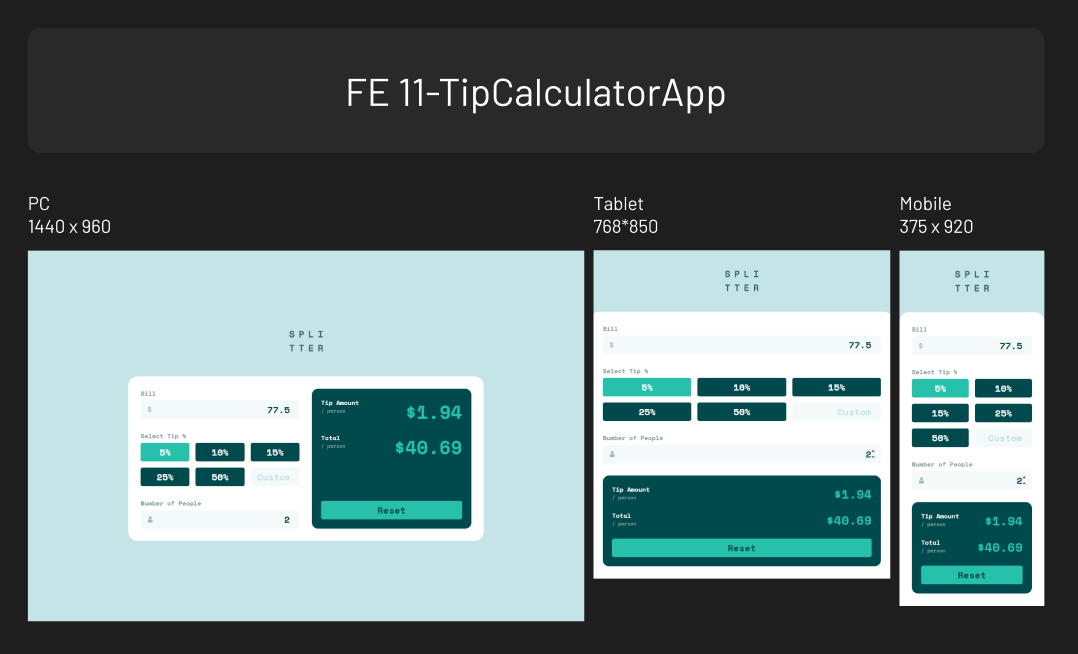 FE 11-TipCalculatorApp
PC
1440 x 960
SPLI
TTER
Bill
$
77.5
Select Tip %
5%
10%
15%
25%
50%
Custom
Number of People
2
Tip Amount
/ person
$1.94
Total
/ person
$40.69
Reset
Tablet
768*850
SPLI
TTER
Bill
$
77.5
Select Tip %
5%
10%
15%
25%
50%
Custom
Number of People
2
Tip Amount
/ person
$1.94
Total
/ person
$40.69
Reset
Mobile
375 x 920
SPLI
TTER
Bill
$
77.5
Select Tip %
5%
10%
15%
25%
50%
Custom
Number of People
2
Tip Amount
/ person
$1.94
Total
/ person
$40.69
Reset